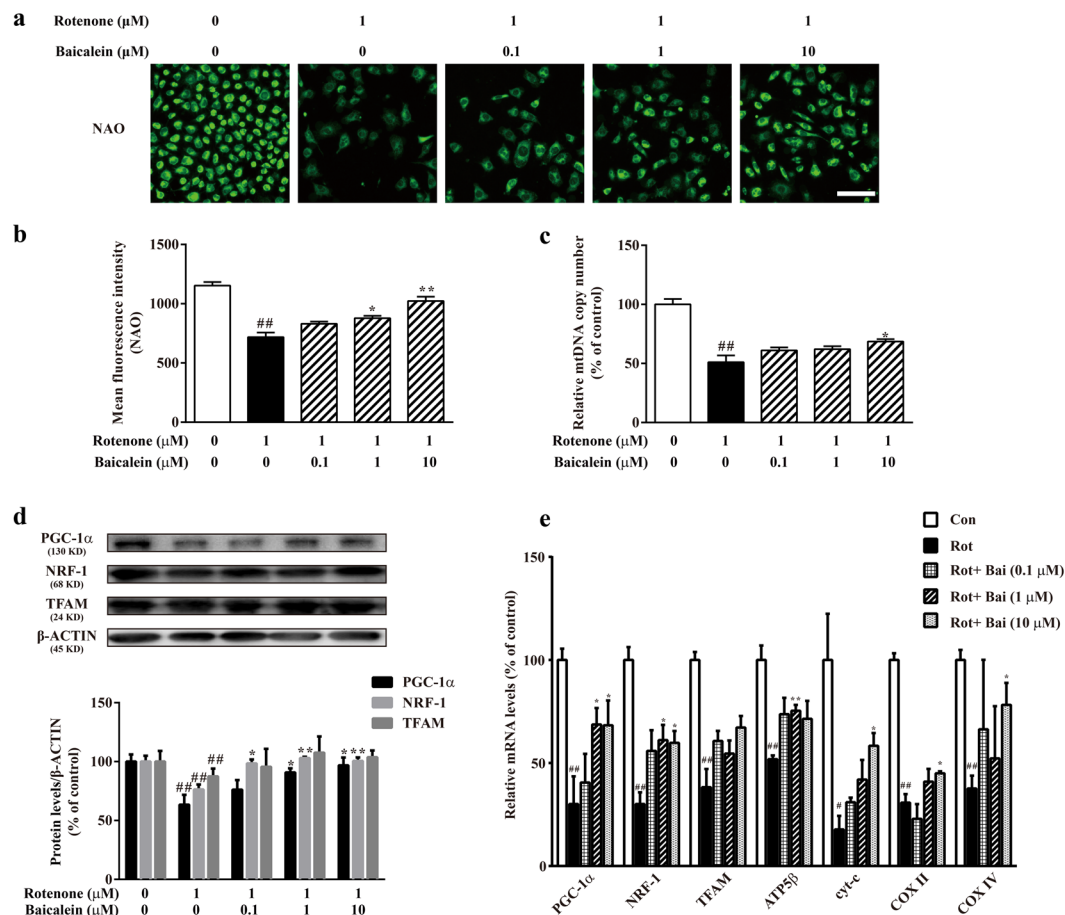 a
Rotenone (μM) 0 1 1 1 1
Baicalein (μM) 0 0 0.1 1 10
NAO
b
Mean fluorescence intensity
(NAO)
1500
1000
500
0
##
*
**
Rotenone (μM) 0 1 1 1 1
Baicalein (μM) 0 0 0.1 1 10
c
Relative mtDNA copy number
(% of control)
150
100
50
0
##
*
Rotenone (μM) 0 1 1 1 1
Baicalein (μM) 0 0 0.1 1 10
d
PGC-1α
(130 KD)
NRF-1
(68 KD)
TFAM
(24 KD)
β-ACTIN
(45 KD)
PGC-1α
NRF-1
TFAM
Protein levels/β-ACTIN
(% of control)
150
100
50
0
## ## ## * * ** * **
Rotenone (μM) 0 1 1 1 1
Baicalein (μM) 0 0 0.1 1 10
e
Con
Rot
Rot+ Bai (0.1 μM)
Rot+ Bai (1 μM)
Rot+ Bai (10 μM)
Relative mRNA levels (% of control)
150
100
50
0
## * * ## * * ## ## ** # * ## * ## *
PGC-1α NRF-1 TFAM ATP5β cyt-c COX II COX IV